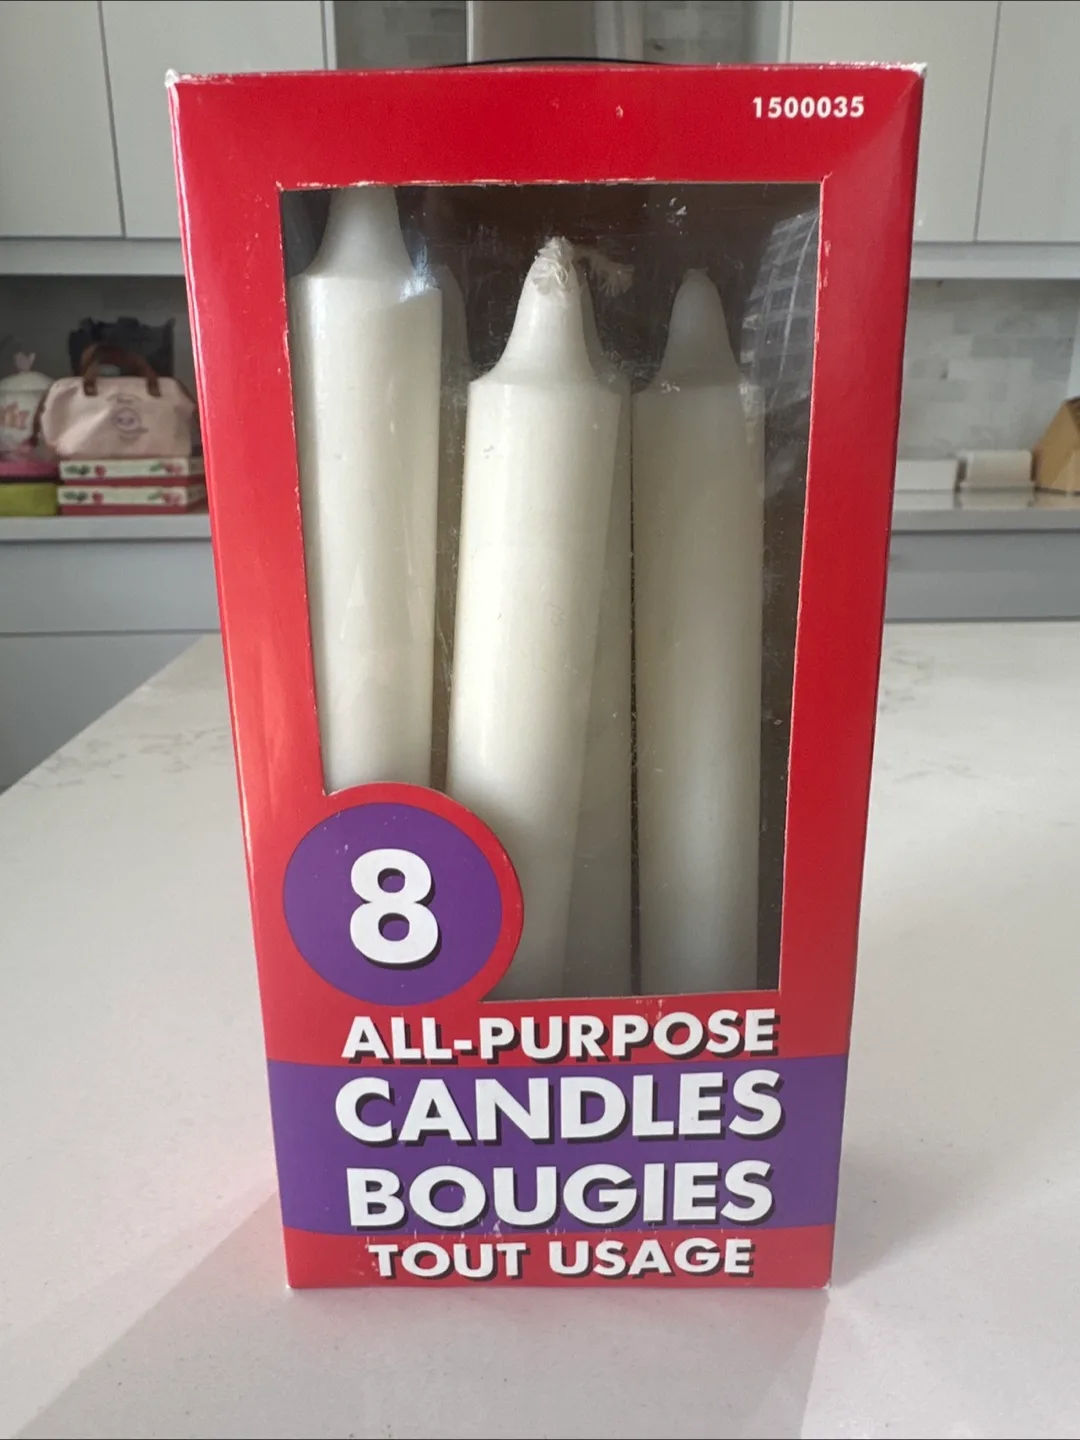 1500035
8
ALL-PURPOSE
CANDLES
BOUGIES
TOUT USAGE